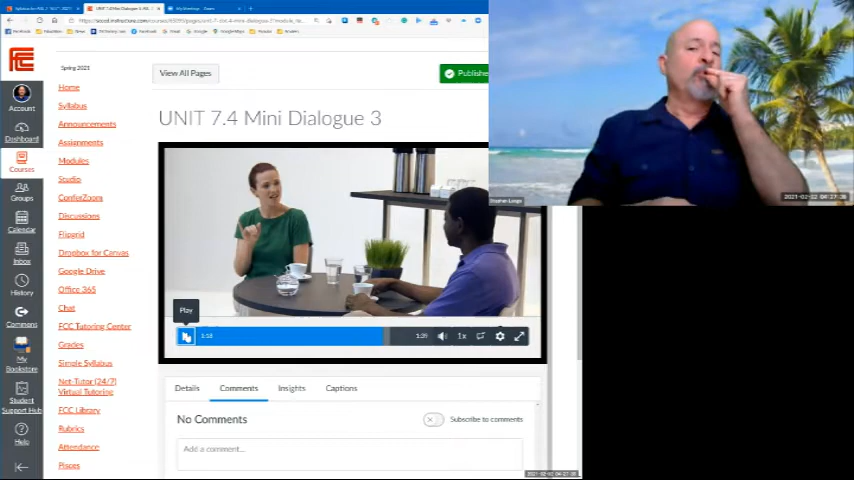 Spring 2021
Home
Syllabus
Announcements
Assignments
Modules
Studio
ConferZoom
Discussions
Flipgrid
Dropbox for Canvas
Google Drive
Office 365
Chat
FCC Tutoring Center
Grades
Simple Syllabus
Net-Tutor (24/7)
Virtual Tutoring
FCC Library
Rubrics
Attendance
Account
Dashboard
Courses
Groups
Calendar
Inbox
History
Commons
My
Bookstore
Student
Support Hub
Help
View All Pages
Published
UNIT 7.4 Mini Dialogue 3
Play
1x
Details
Comments
Insights
Captions
No Comments
Subscribe to comments
Add a comment...